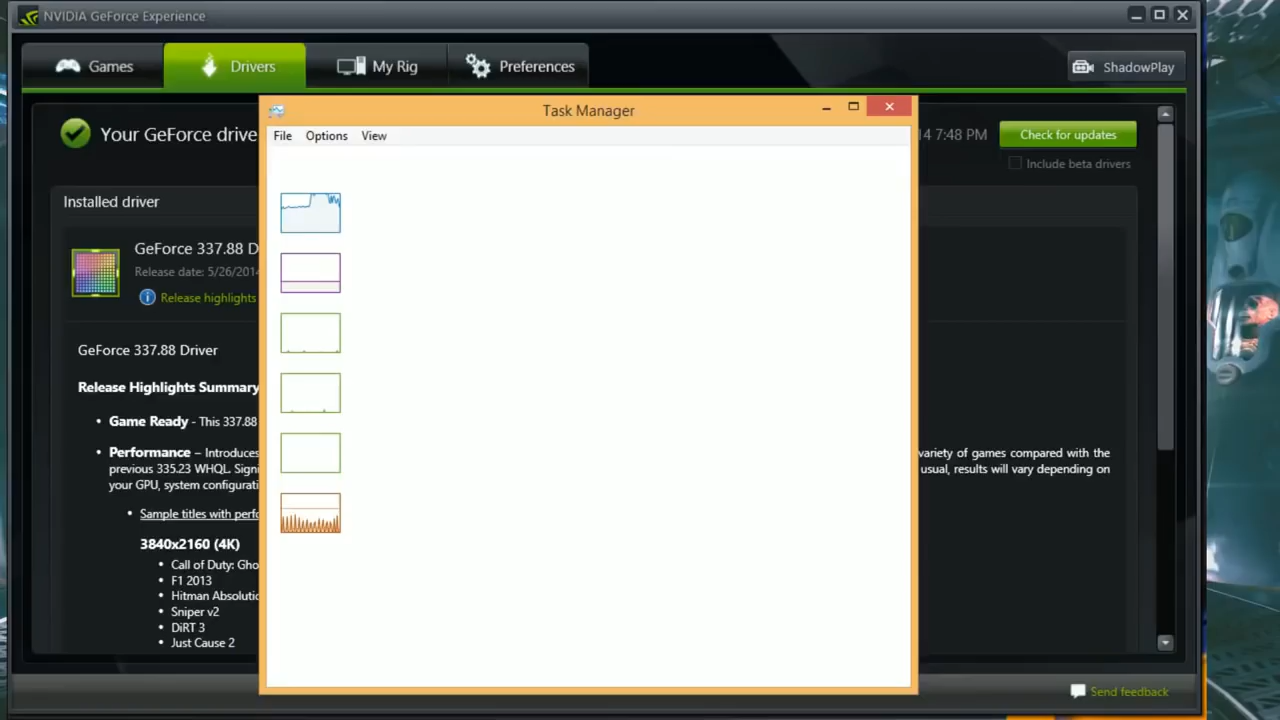 NVIDIA GeForce Experience
Games
Drivers
My Rig
Preferences
ShadowPlay
Task Manager
File Options View
Your GeForce drive
14 7:48 PM
Check for updates
Include beta drivers
Installed driver
GeForce 337.88 D
Release date: 5/26/2014
Release highlights
GeForce 337.88 Driver
Release Highlights Summary
• Game Ready - This 337.88
• Performance – Introduces
variety of games compared with the
previous 335.23 WHQL. Signi
usual, results will vary depending on
your GPU, system configurati
• Sample titles with perfo
3840x2160 (4K)
• Call of Duty: Gho
• F1 2013
• Hitman Absolutio
• Sniper v2
• DiRT 3
• Just Cause 2
Send feedback